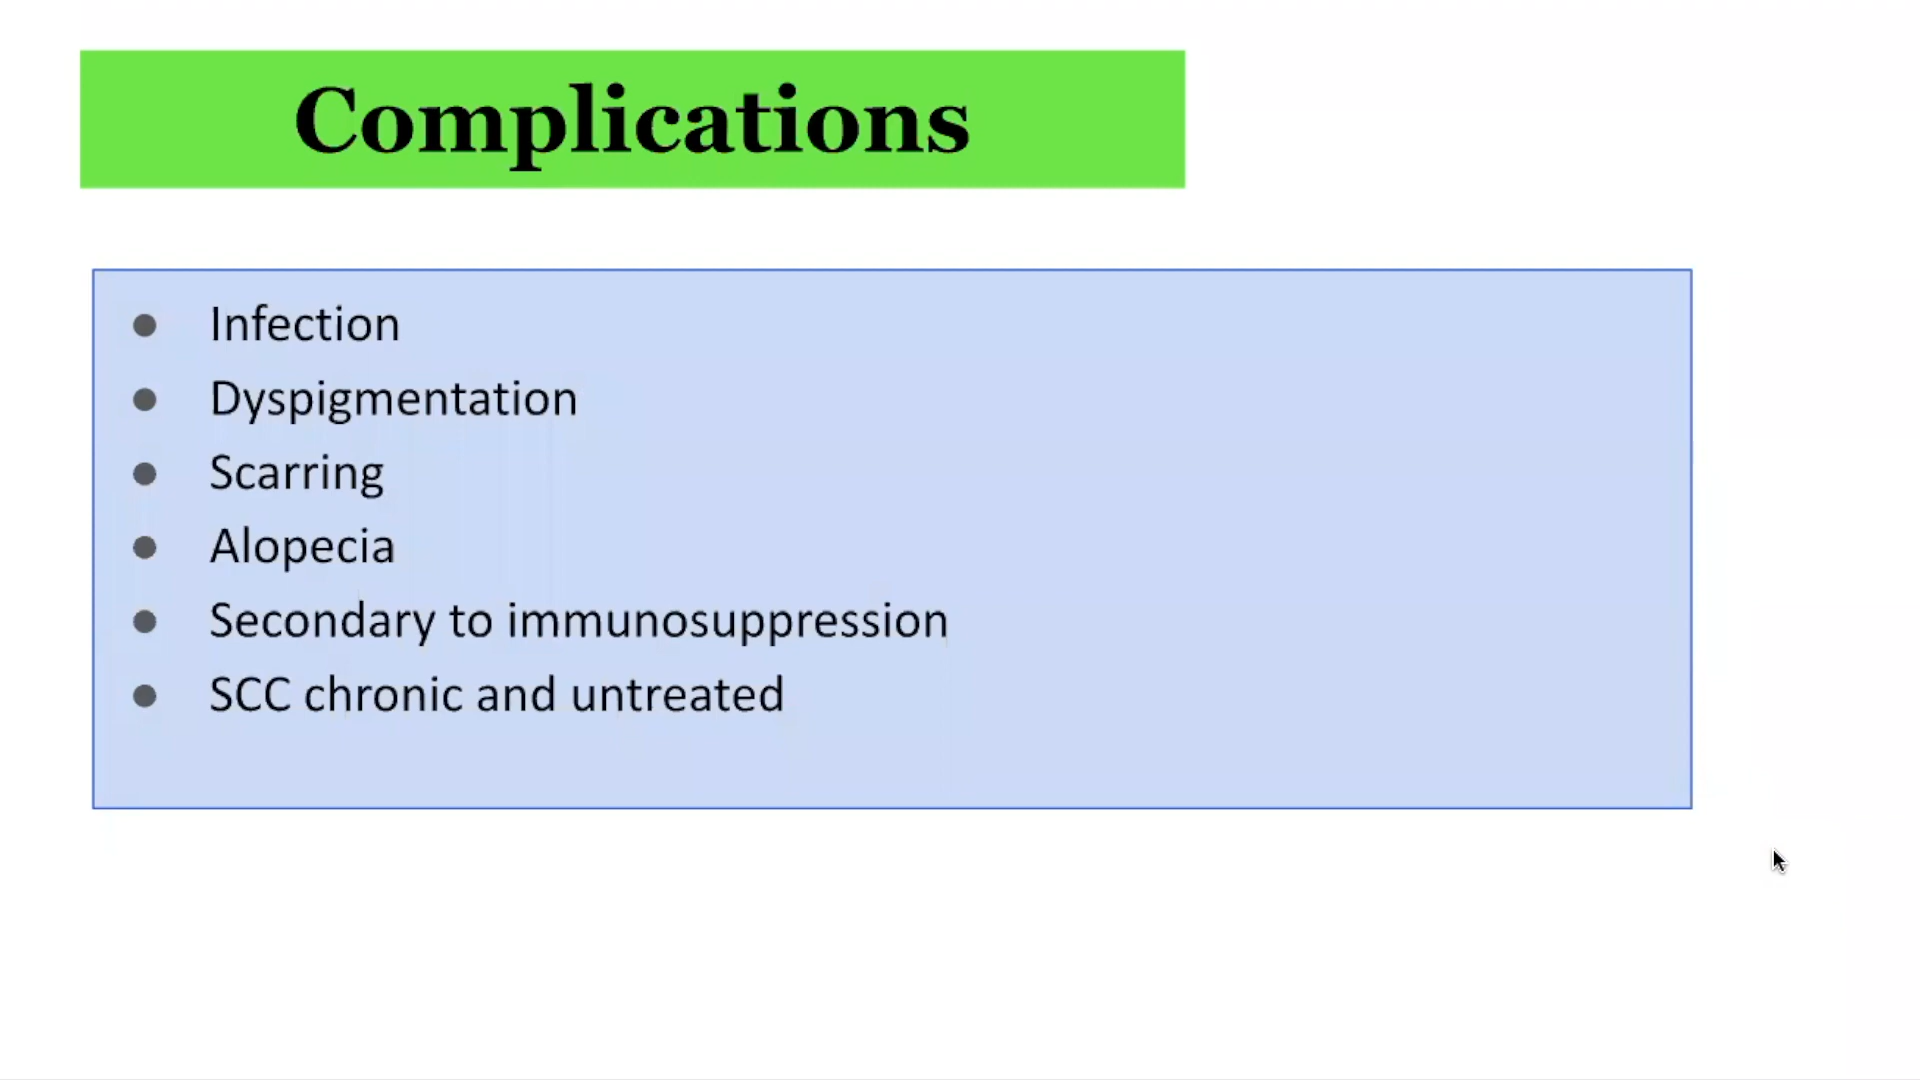 Complications
● Infection
● Dyspigmentation
● Scarring
● Alopecia
● Secondary to immunosuppression
● SCC chronic and untreated